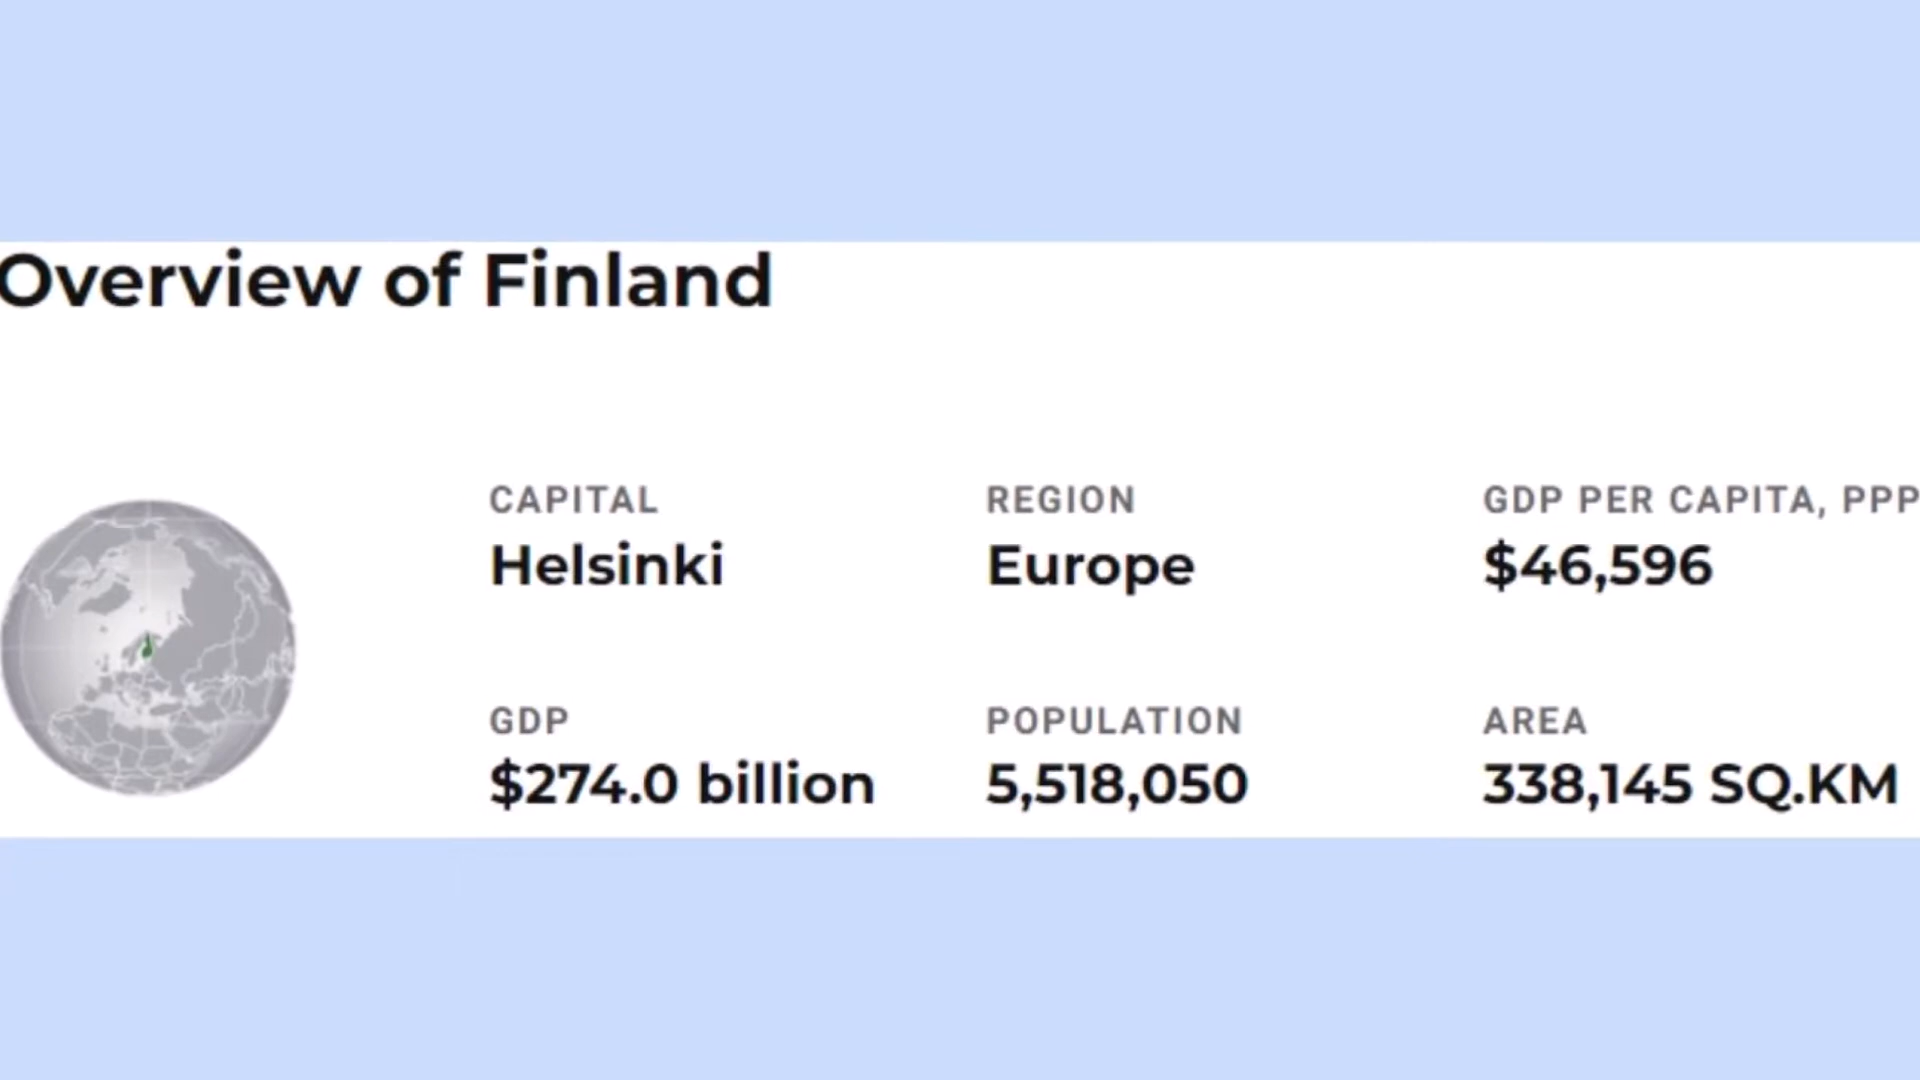 Overview of Finland
CAPITAL
Helsinki
REGION
Europe
GDP PER CAPITA, PPP
$46,596
GDP
$274.0 billion
POPULATION
5,518,050
AREA
338,145 SQ.KM